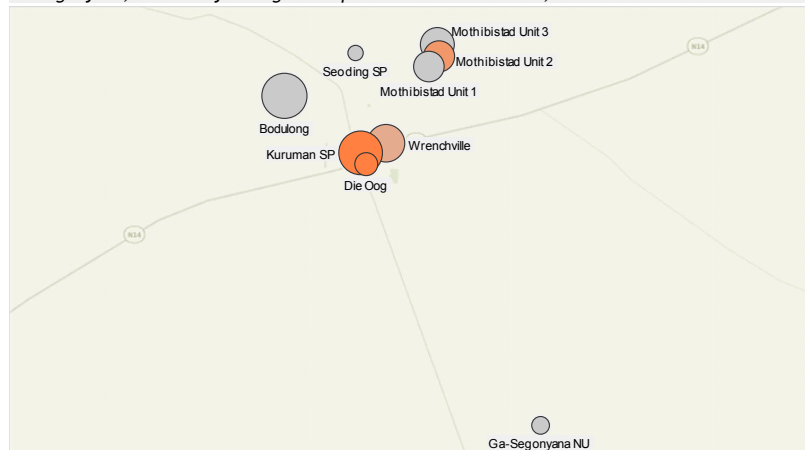 Mothibistad Unit 3
N14
Mothibistad Unit 2
Seoding SP
Mothibistad Unit 1
Bodulong
Wrenchville
Kuruman SP
Die Oog
N14
Ga-Segonyana NU